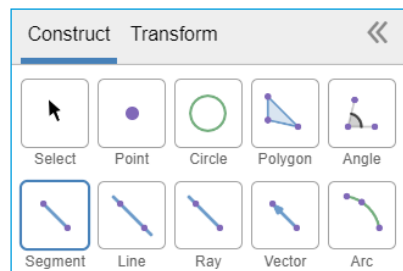 Construct Transform
Select Point Circle Polygon Angle
Segment Line Ray Vector Arc